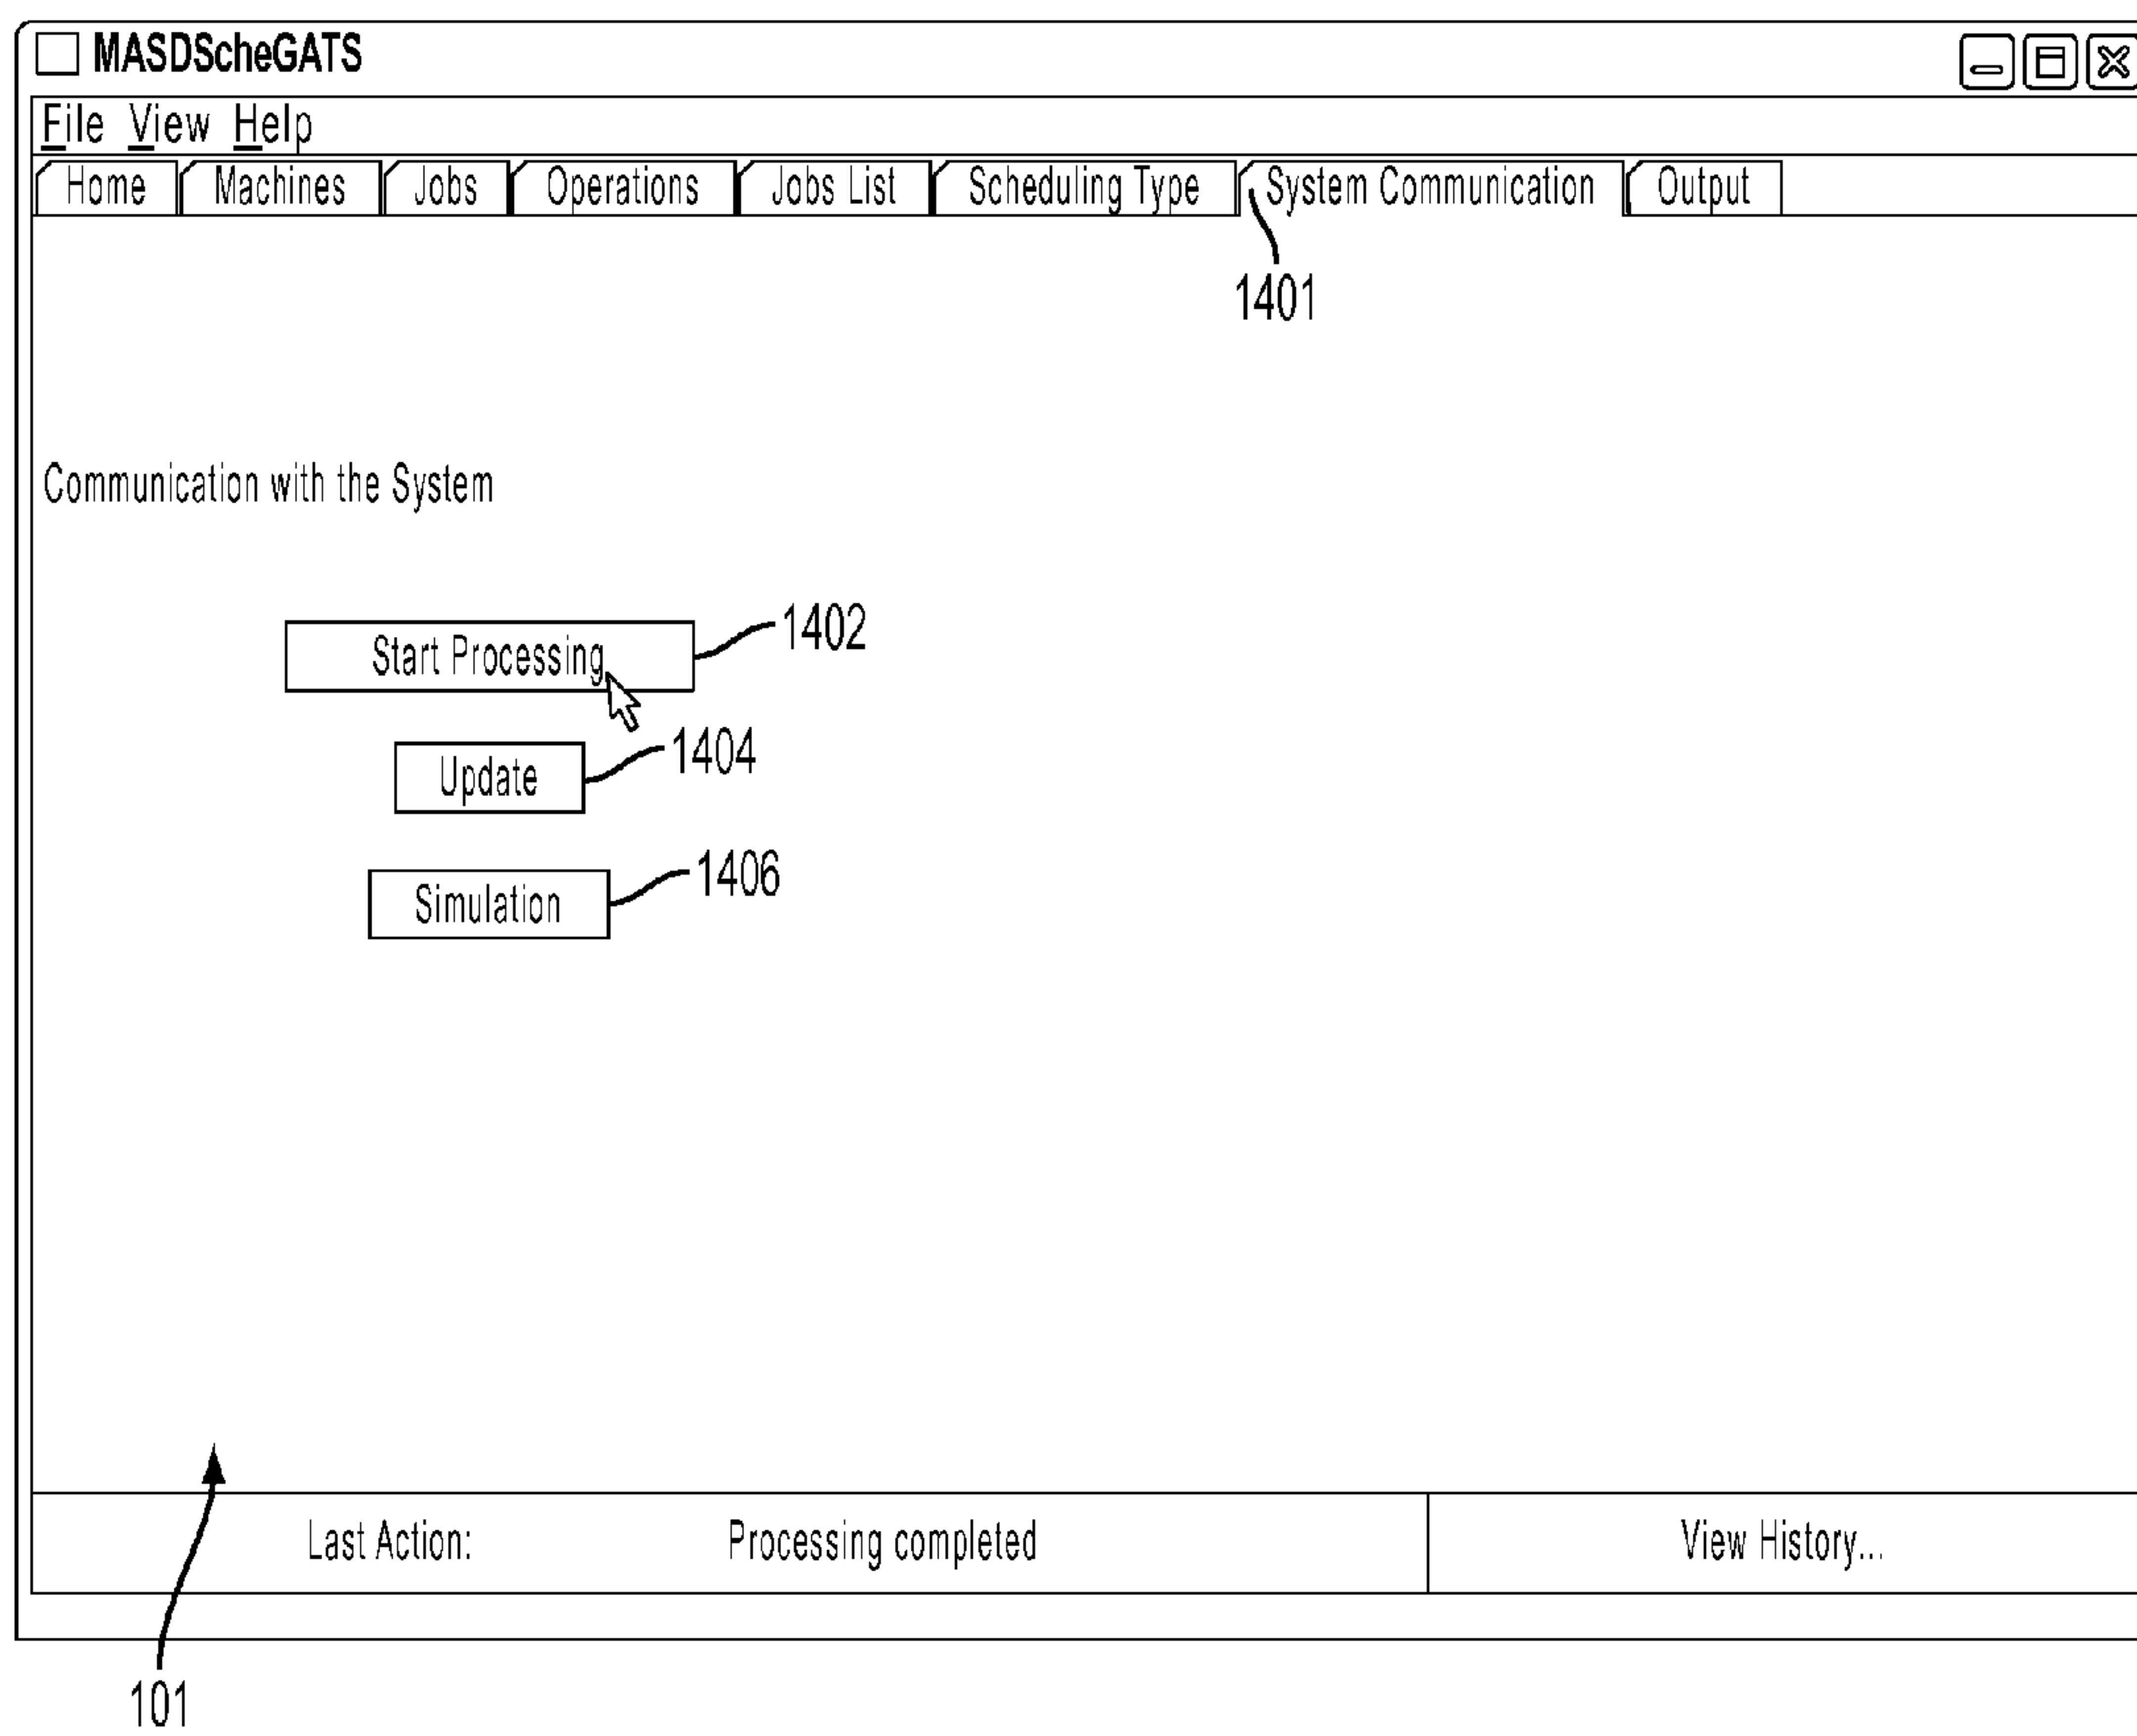 MASDScheGATS
File View Help
Home Machines Jobs Operations Jobs List Scheduling Type System Communication Output
1401
Communication with the System
Start Processing 1402
Update 1404
Simulation 1406
Last Action: Processing completed View History...
101